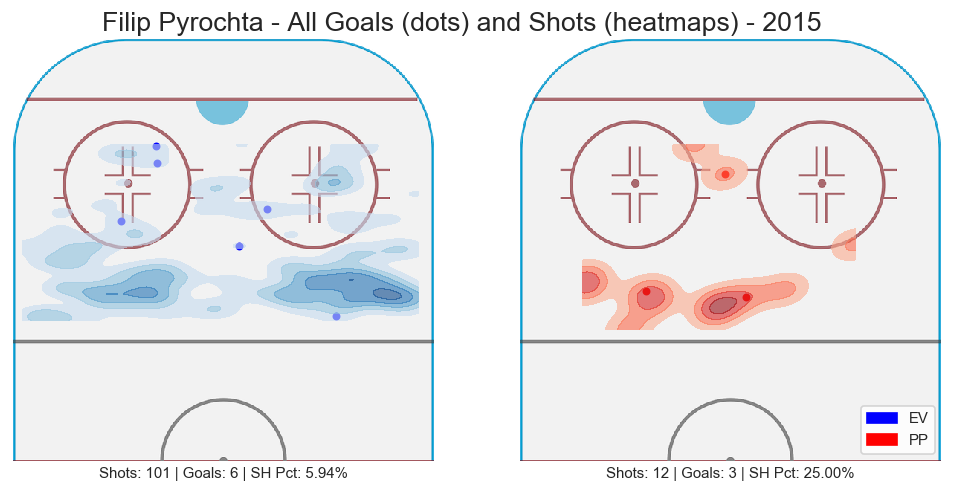 Filip Pyrochta - All Goals (dots) and Shots (heatmaps) - 2015
EV
PP
Shots: 101 | Goals: 6 | SH Pct: 5.94%
Shots: 12 | Goals: 3 | SH Pct: 25.00%